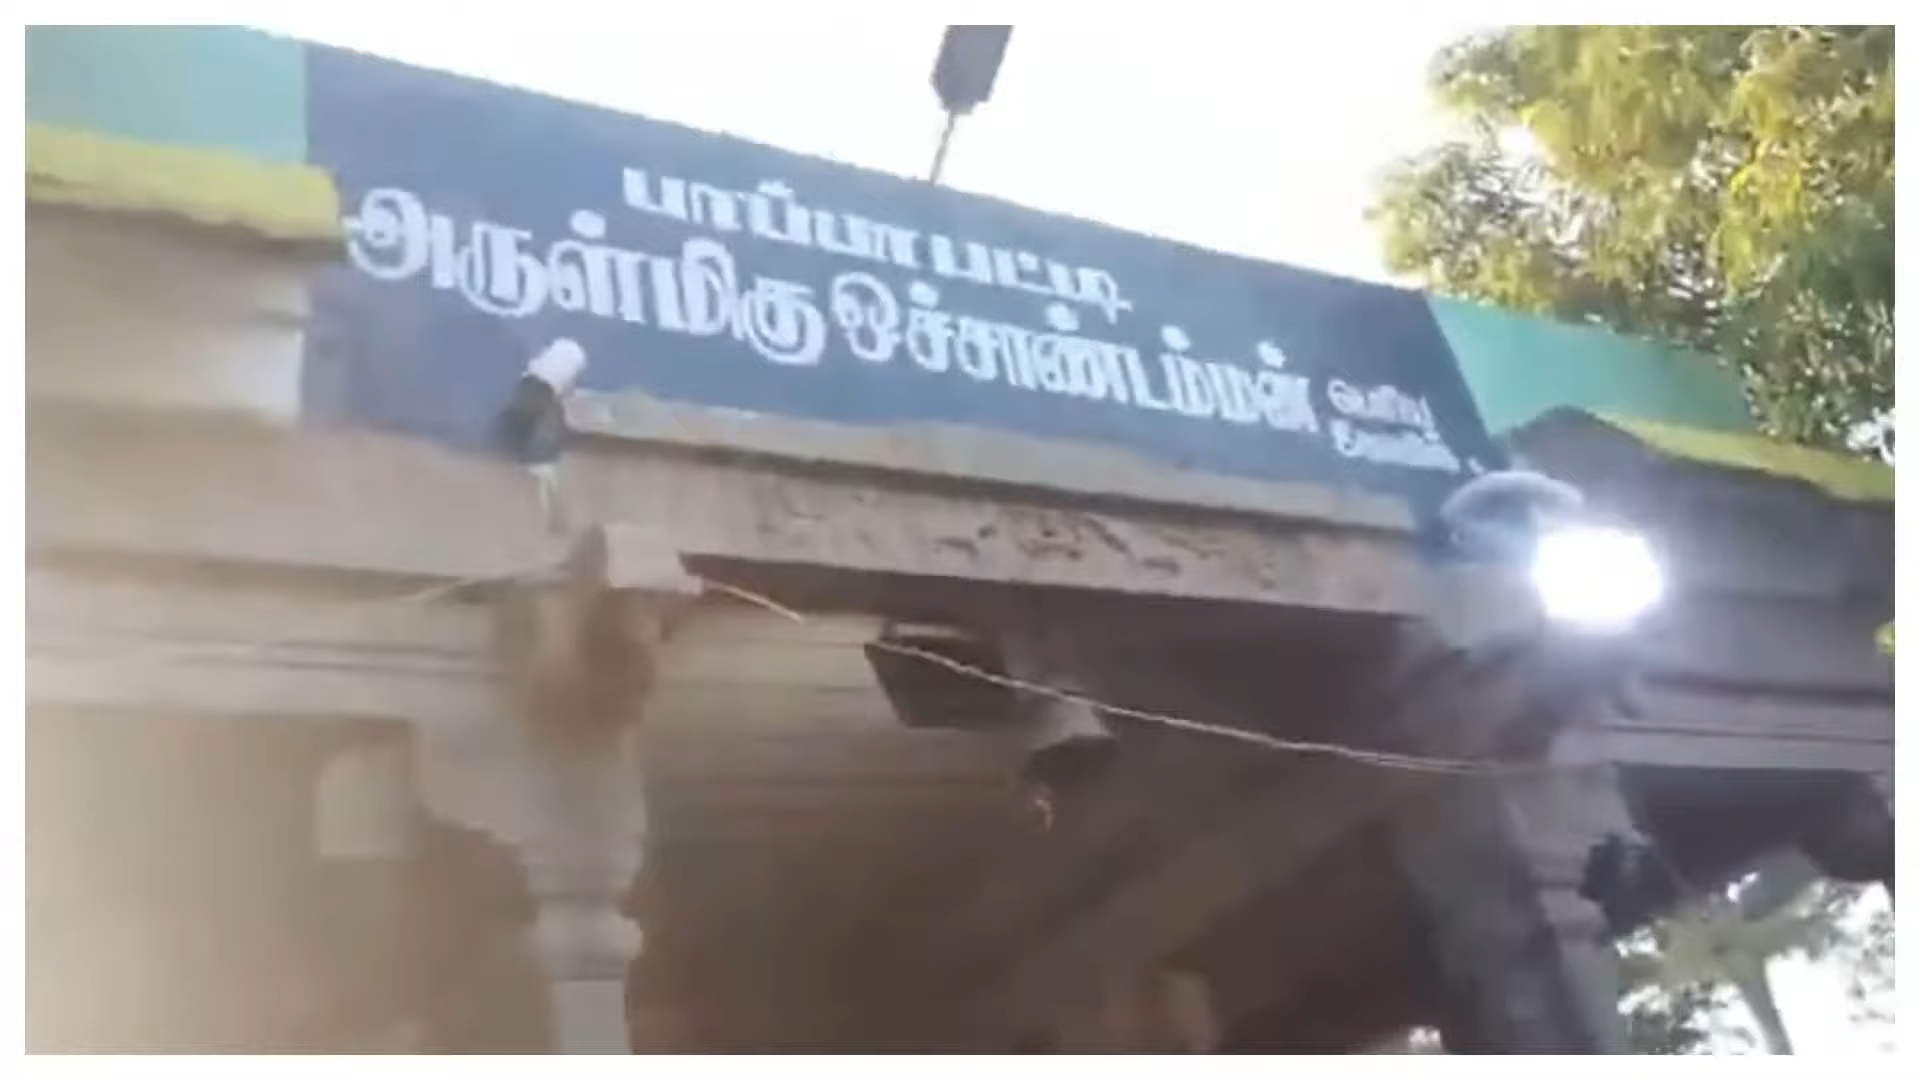 பாப்பாபட்டி
அருள்மிகு ஒச்சாண்டம்மன்
பெரிய